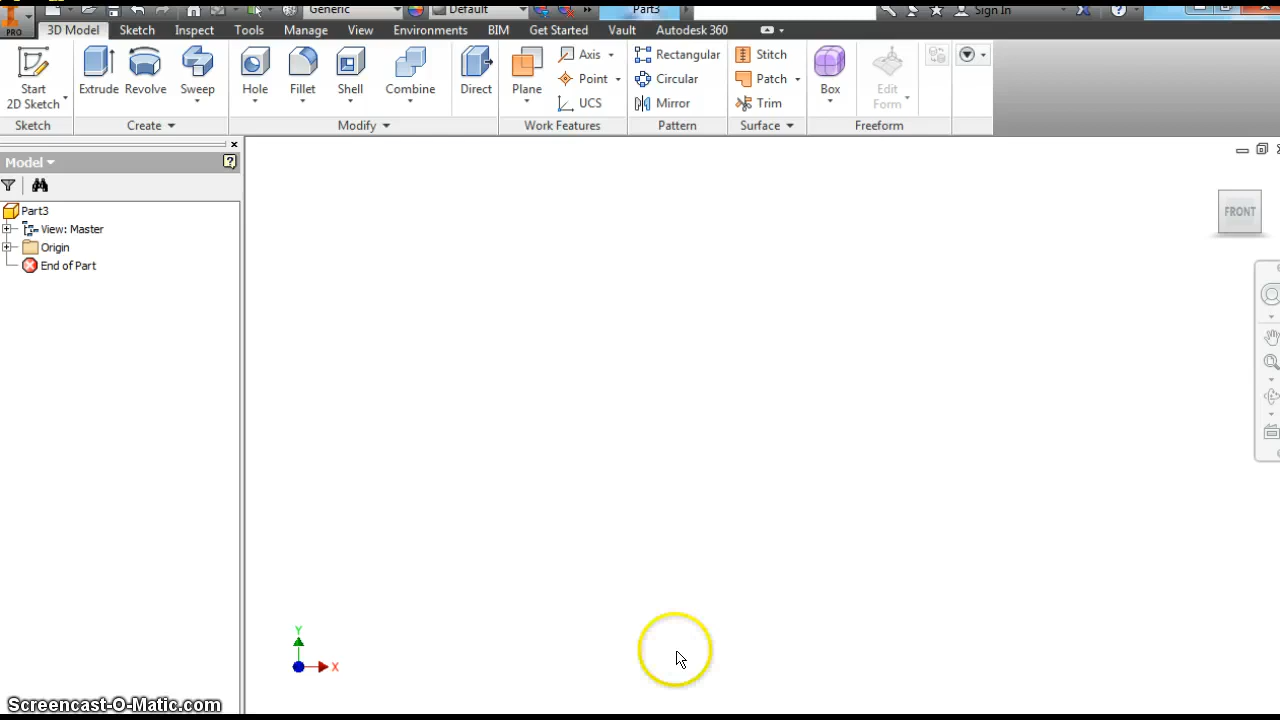 Generic Default Part3 Sign In
PRO 3D Model Sketch Inspect Tools Manage View Environments BIM Get Started Vault Autodesk 360
Start 2D Sketch Extrude Revolve Sweep Hole Fillet Shell Combine Direct Plane Axis Point UCS Rectangular Circular Mirror Stitch Patch Trim Box Edit Form
Sketch Create Modify Work Features Pattern Surface Freeform
Model
Part3
View: Master
Origin
End of Part
FRONT
Y
X
Screencast-O-Matic.com